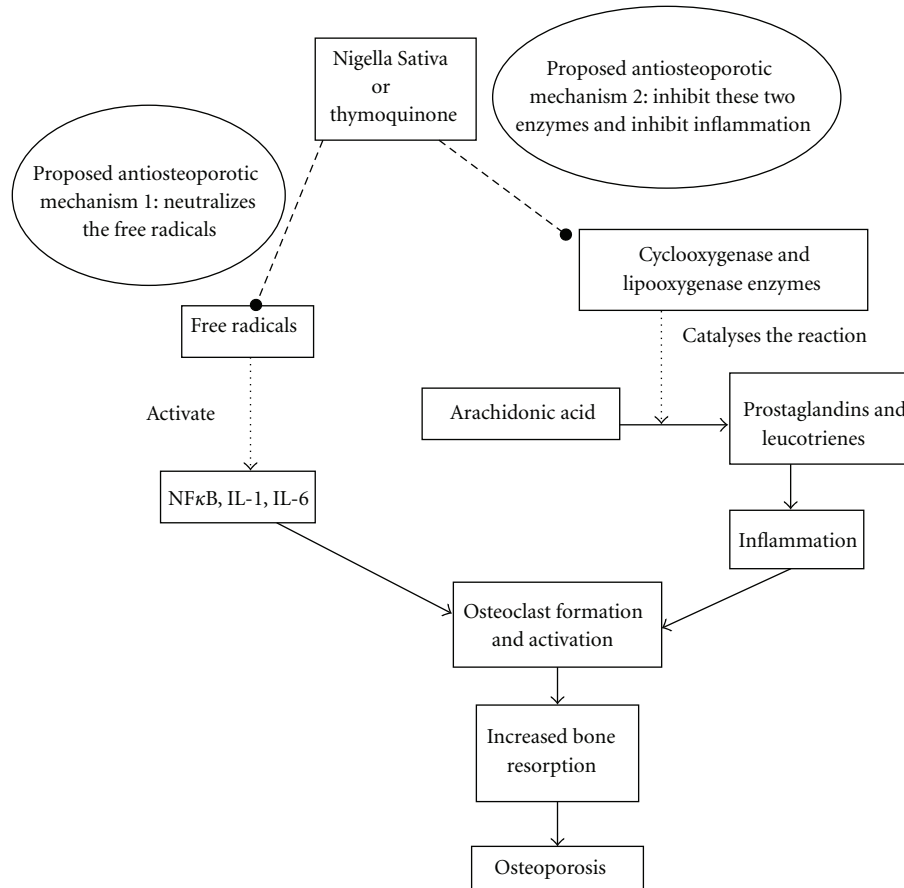 Nigella Sativa
or
thymoquinone
Proposed antiosteoporotic
mechanism 2: inhibit these two
enzymes and inhibit inflammation
Proposed antiosteoporotic
mechanism 1: neutralizes
the free radicals
Cyclooxygenase and
lipooxygenase enzymes
Free radicals
Catalyses the reaction
Activate
Arachidonic acid
Prostaglandins and
leucotrienes
NFκB, IL-1, IL-6
Inflammation
Osteoclast formation
and activation
Increased bone
resorption
Osteoporosis